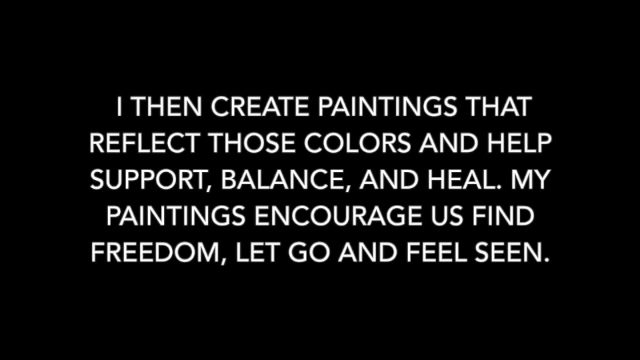 I THEN CREATE PAINTINGS THAT
REFLECT THOSE COLORS AND HELP
SUPPORT, BALANCE, AND HEAL. MY
PAINTINGS ENCOURAGE US FIND
FREEDOM, LET GO AND FEEL SEEN.